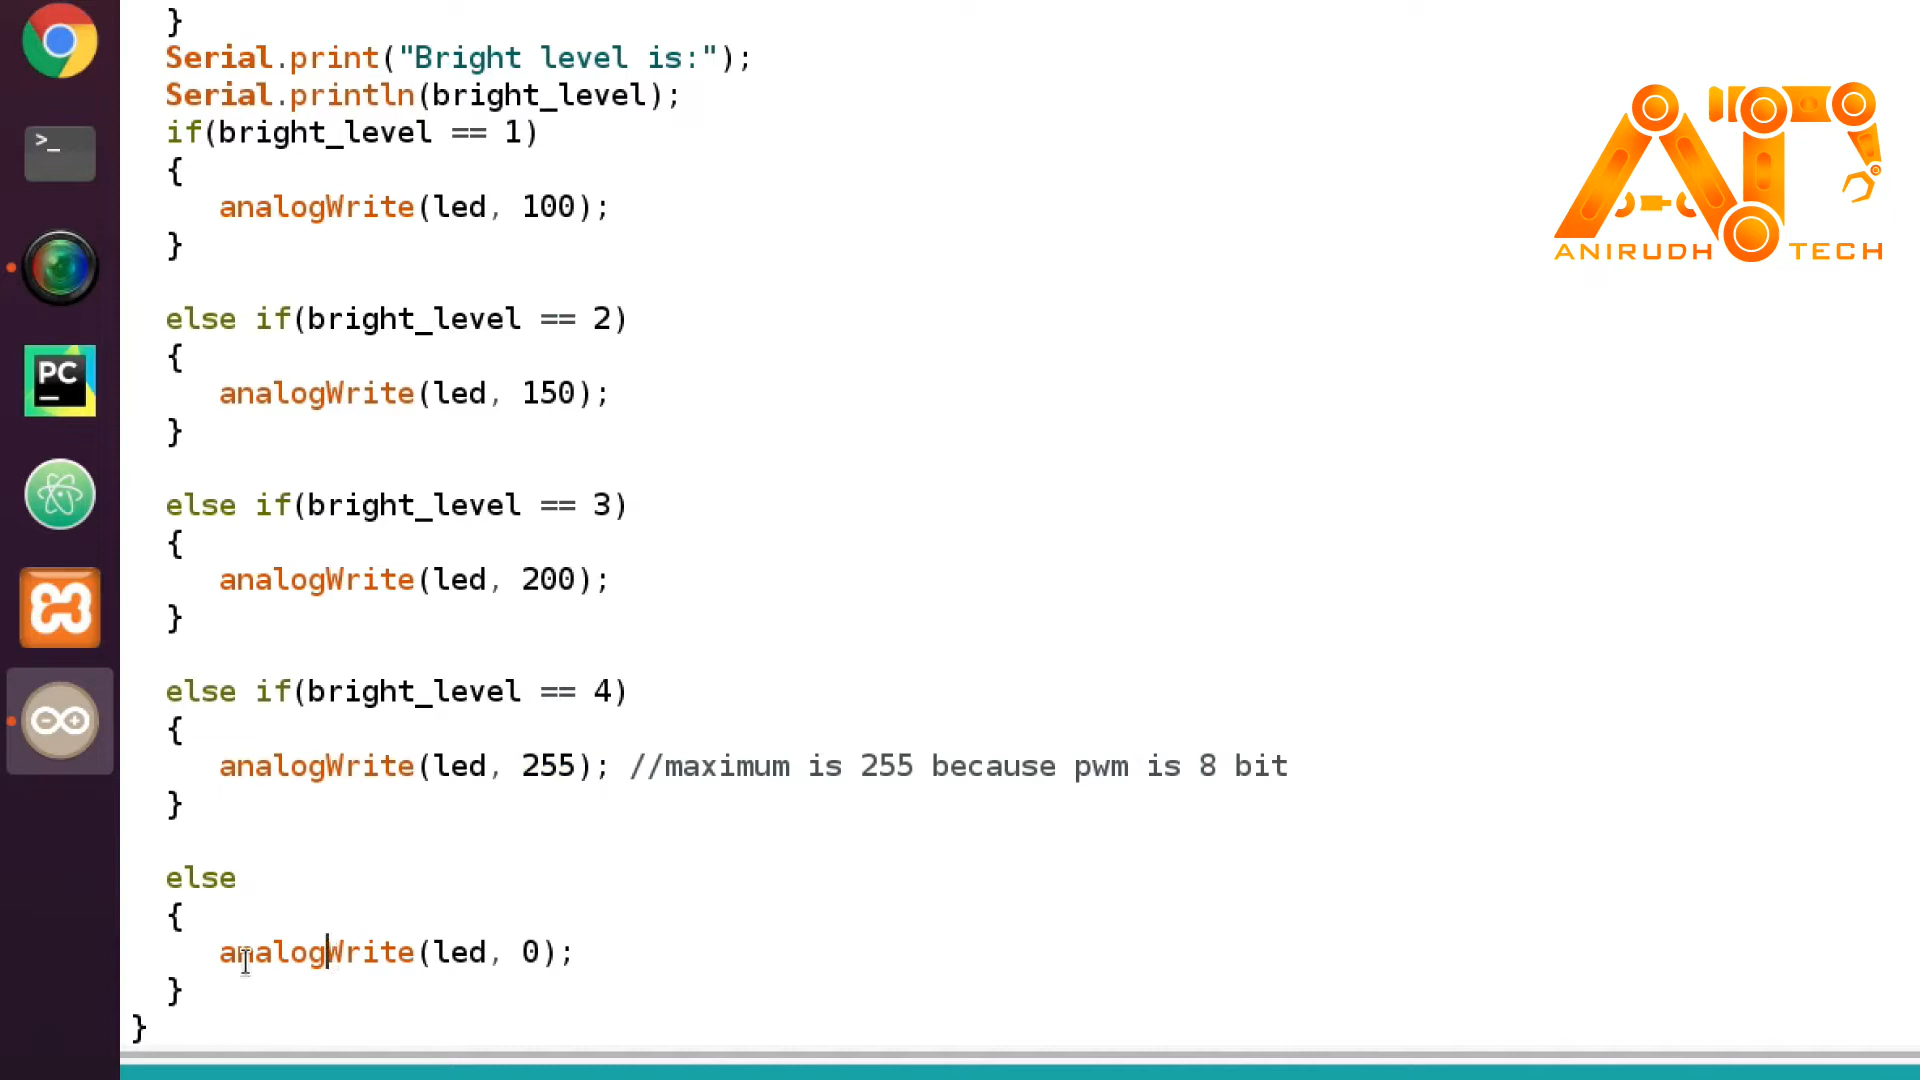 }
Serial.print("Bright level is:");
Serial.println(bright_level);
if(bright_level == 1)
{
analogWrite(led, 100);
}
else if(bright_level == 2)
{
analogWrite(led, 150);
}
else if(bright_level == 3)
{
analogWrite(led, 200);
}
else if(bright_level == 4)
{
analogWrite(led, 255); //maximum is 255 because pwm is 8 bit
}
else
{
analogWrite(led, 0);
}
}
ANIRUDH TECH
>_
PC